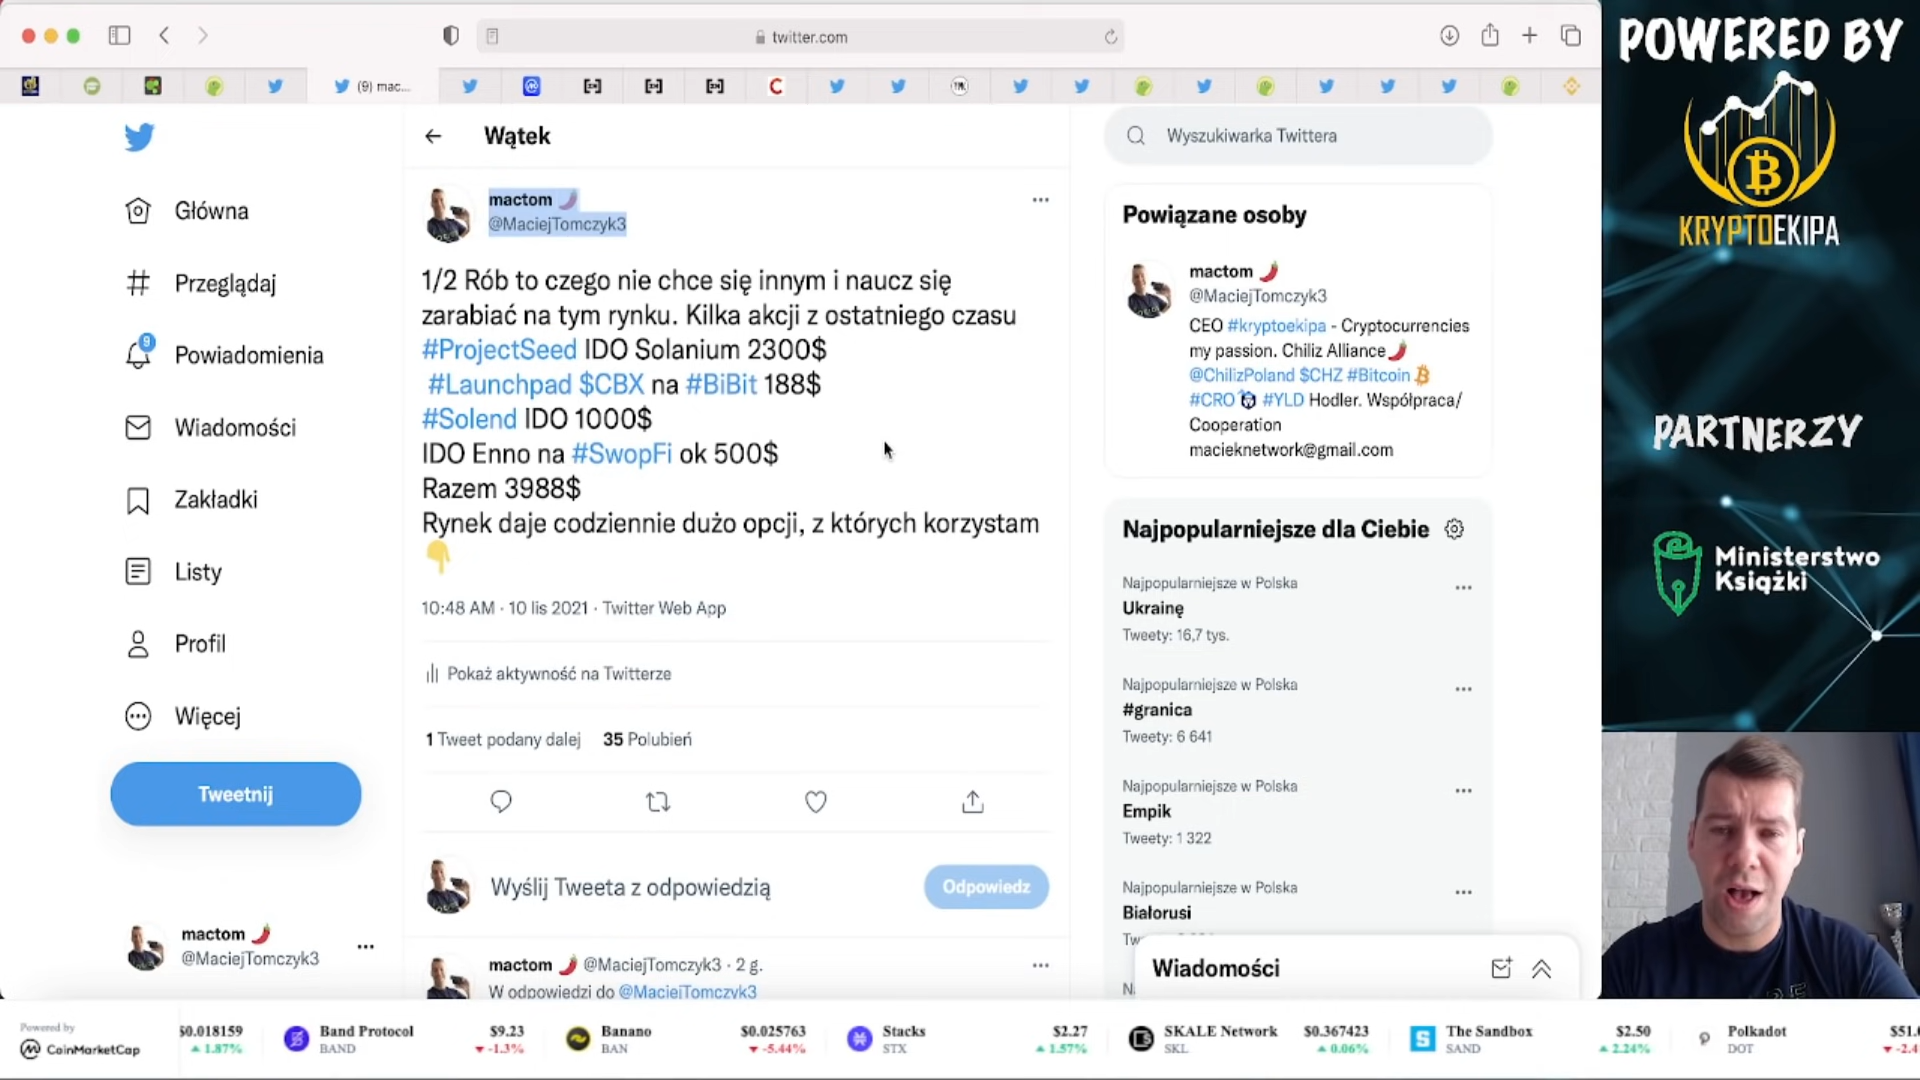 twitter.com
(9) mac...
Główna
Przeglądaj
9
Powiadomienia
Wiadomości
Zakładki
Listy
Profil
Więcej
Tweetnij
mactom
@MaciejTomczyk3
Wątek
mactom
@MaciejTomczyk3
1/2 Rób to czego nie chce się innym i naucz się
zarabiać na tym rynku. Kilka akcji z ostatniego czasu
#ProjectSeed IDO Solanium 2300$
#Launchpad $CBX na #BiBit 188$
#Solend IDO 1000$
IDO Enno na #SwopFi ok 500$
Razem 3988$
Rynek daje codziennie dużo opcji, z których korzystam
10:48 AM · 10 lis 2021 · Twitter Web App
Pokaż aktywność na Twitterze
1 Tweet podany dalej 35 Polubień
Wyślij Tweeta z odpowiedzią
Odpowiedz
mactom @MaciejTomczyk3 · 2 g.
W odpowiedzi do @MaciejTomczyk3
Wyszukiwarka Twittera
Powiązane osoby
mactom
@MaciejTomczyk3
CEO #kryptoekipa - Cryptocurrencies
my passion. Chiliz Alliance
@ChilizPoland $CHZ #Bitcoin
#CRO #YLD Hodler. Współpraca/
Cooperation
macieknetwork@gmail.com
Najpopularniejsze dla Ciebie
Najpopularniejsze w Polska
Ukrainę
Tweety: 16,7 tys.
Najpopularniejsze w Polska
#granica
Tweety: 6 641
Najpopularniejsze w Polska
Empik
Tweety: 1 322
Najpopularniejsze w Polska
Białorusi
Wiadomości
POWERED BY
KRYPTOEKIPA
PARTNERZY
Ministerstwo
Książki
Powered by
CoinMarketCap
$0.018159
1.87%
Band Protocol $9.23
BAND -1.3%
Banano $0.025763
BAN -5.44%
Stacks $2.27
STX 1.57%
SKALE Network $0.367423
SKL 0.06%
The Sandbox $2.50
SAND 2.24%
Polkadot
DOT